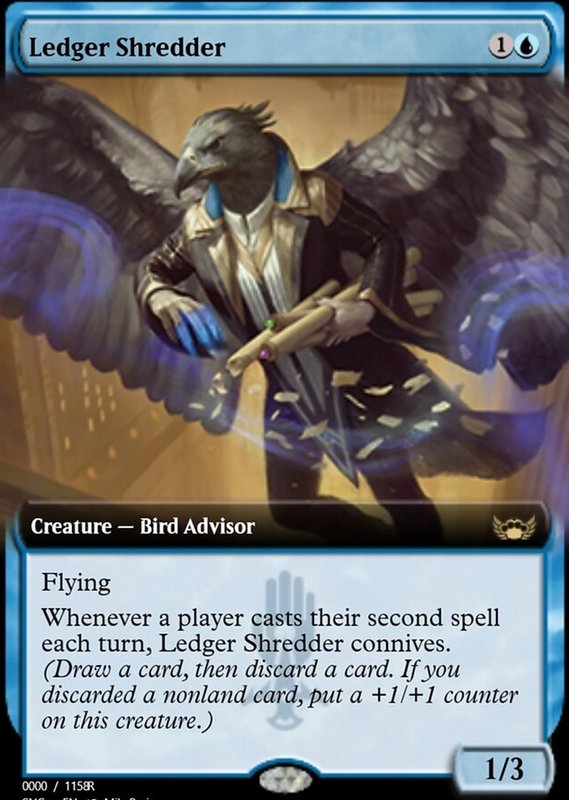 Ledger Shredder 1
Creature — Bird Advisor
Flying
Whenever a player casts their second spell
each turn, Ledger Shredder connives.
(Draw a card, then discard a card. If you
discarded a nonland card, put a +1/+1 counter
on this creature.)
1/3
0000 / 1158R